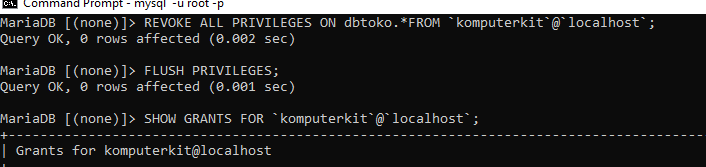 Command Prompt - mysql -u root -p
MariaDB [(none)]> REVOKE ALL PRIVILEGES ON dbtoko.*FROM `komputerkit`@`localhost`;
Query OK, 0 rows affected (0.002 sec)
MariaDB [(none)]> FLUSH PRIVILEGES;
Query OK, 0 rows affected (0.001 sec)
MariaDB [(none)]> SHOW GRANTS FOR `komputerkit`@`localhost`;
+-----------------------------------------------------------------------------------------
| Grants for komputerkit@localhost